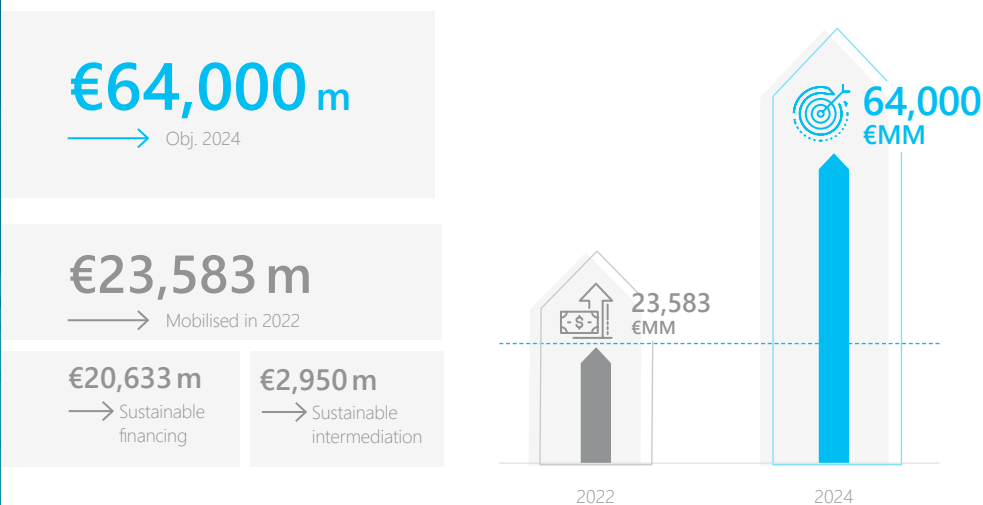 €64,000 m
Obj. 2024
€23,583 m
Mobilised in 2022
€20,633 m
Sustainable
financing
€2,950 m
Sustainable
intermediation
$
23,583
€MM
64,000
€MM
2022
2024